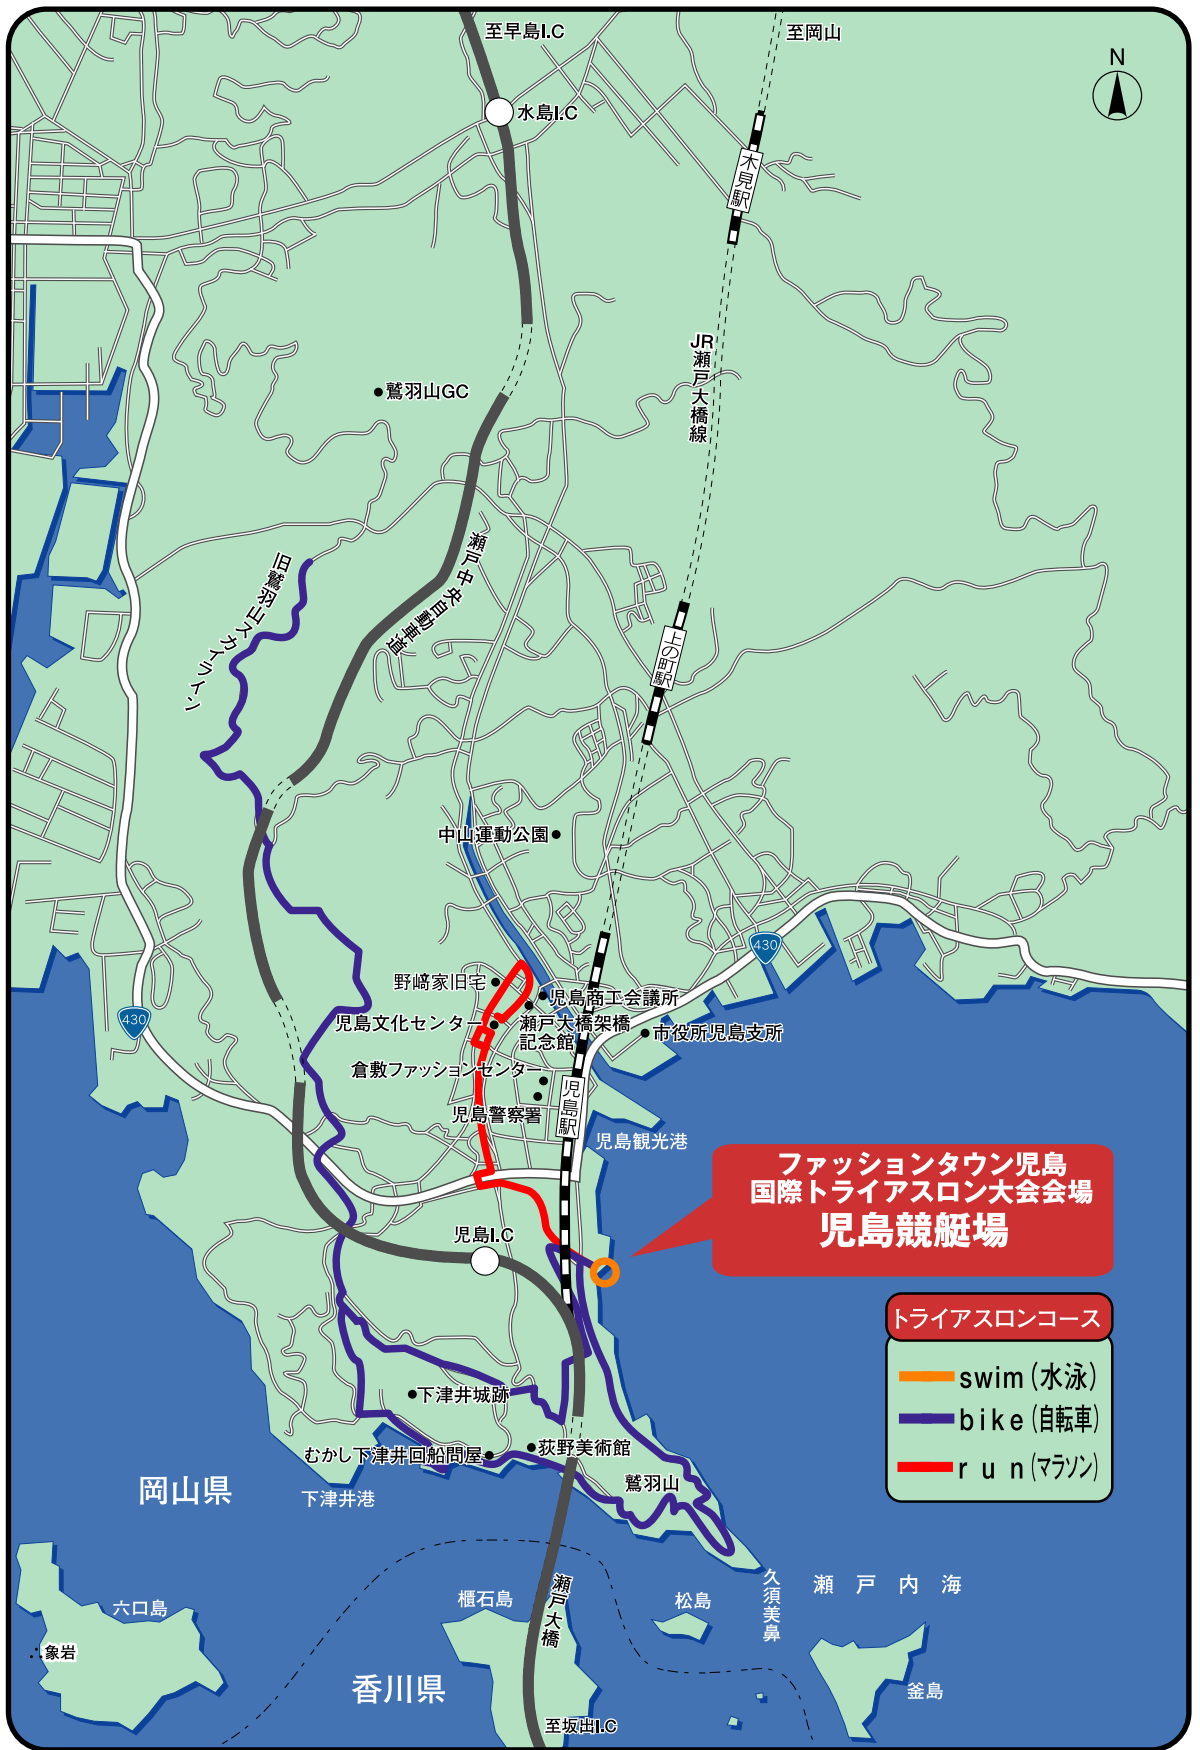 至早島I.C
至岡山
N
水島I.C
木見駅
JR瀬戸大橋線
鷲羽山GC
瀬戸中央自動車道
旧鷲羽山スカイライン
上の町駅
中山運動公園
430
野﨑家旧宅
児島商工会議所
児島文化センター
瀬戸大橋架橋
記念館
市役所児島支所
430
倉敷ファッションセンター
児島警察署
児島駅
児島観光港
ファッションタウン児島
国際トライアスロン大会会場
児島競艇場
児島I.C
トライアスロンコース
swim(水泳)
bike(自転車)
run(マラソン)
下津井城跡
むかし下津井回船問屋
荻野美術館
鷲羽山
岡山県
下津井港
久須美鼻
瀬戸内海
六口島
櫃石島
瀬戸大橋
松島
象岩
香川県
釜島
至坂出I.C